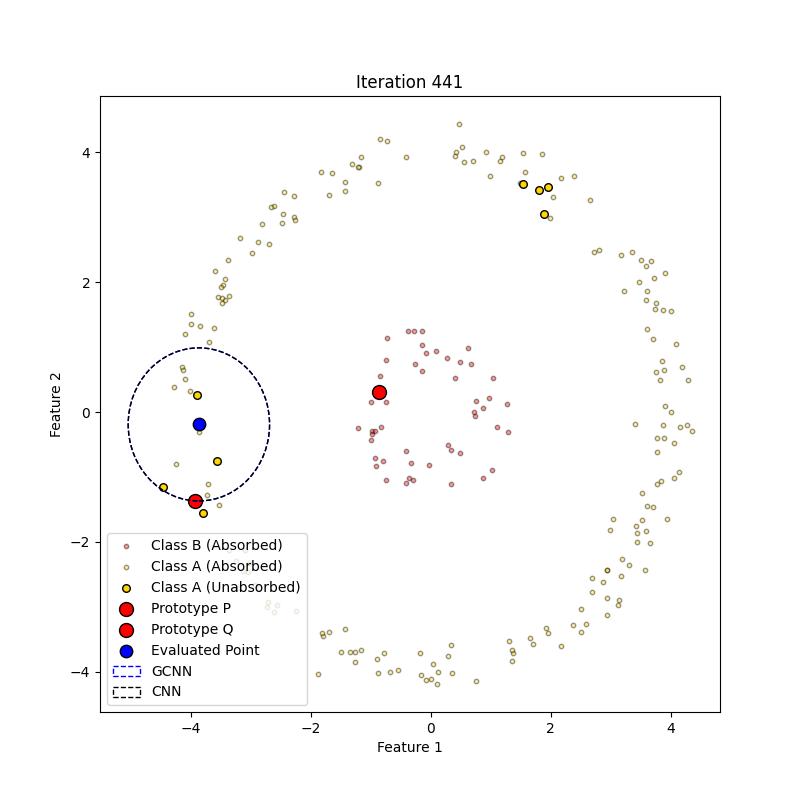 Iteration 441
4
2
0
−2
−4
Feature 2
Class B (Absorbed)
Class A (Absorbed)
Class A (Unabsorbed)
Prototype P
Prototype Q
Evaluated Point
GCNN
CNN
−4
−2
0
2
4
Feature 1